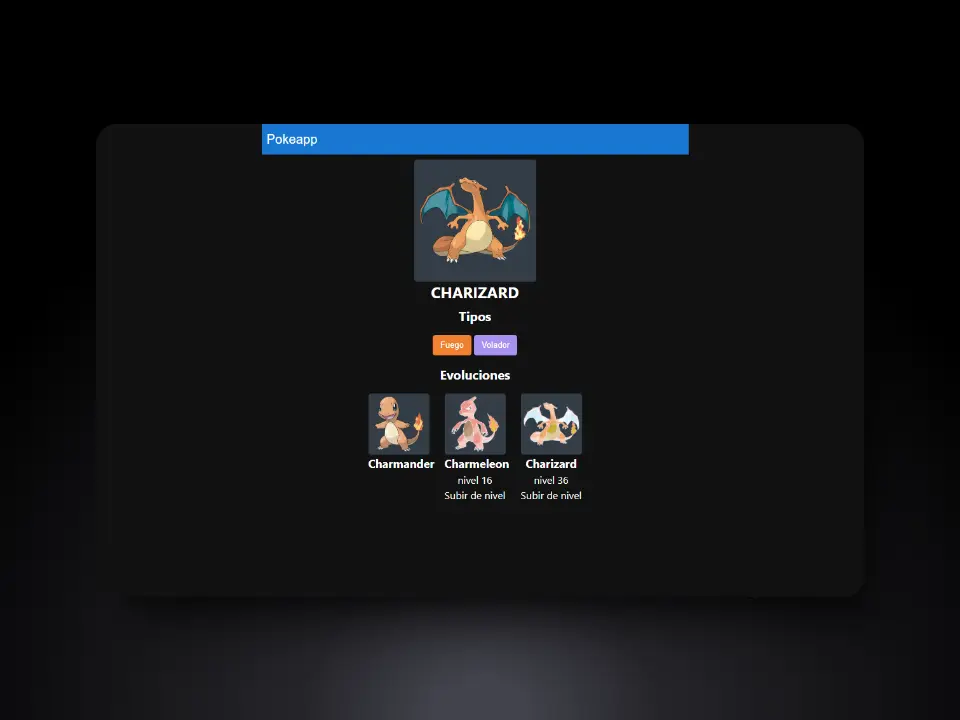 Pokeapp
CHARIZARD
Tipos
Fuego Volador
Evoluciones
Charmander Charmeleon Charizard
nivel 16 nivel 36
Subir de nivel Subir de nivel